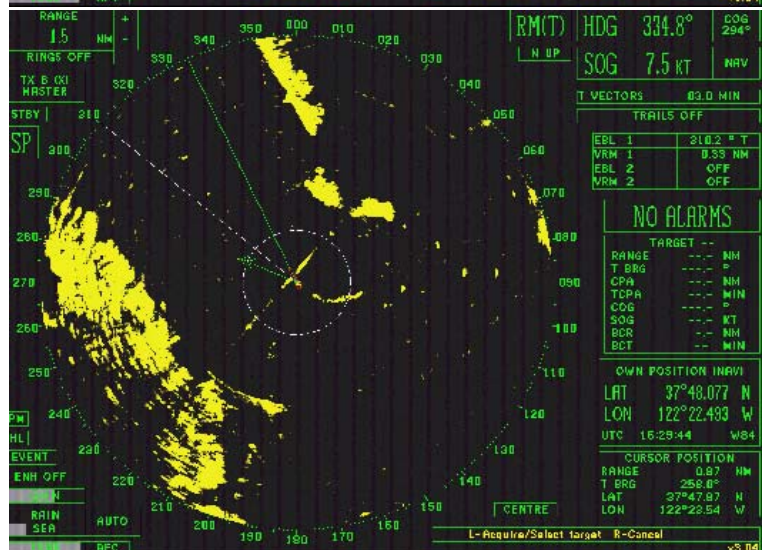 RANGE
+
1.5 NM -
RINGS OFF
TX B (X)
MASTER
STBY
SP
RM(T)
N UP
HDG 334.8°
COG
294°
SOG 7.5 KT
NAV
T VECTORS 03.0 MIN
TRAILS OFF
EBL 1 310.2 ° T
VRM 1 0.33 NM
EBL 2 OFF
VRM 2 OFF
NO ALARMS
TARGET --
RANGE ---.- NM
T BRG ---.- °
CPA ---.- NM
TCPA ---.- MIN
COG ---.- °
SOG --.- KT
BCR --.- NM
BCT --.- MIN
OWN POSITION (NAV)
LAT 37°48.077 N
LON 122°22.493 W
UTC 16:29:44 W84
CURSOR POSITION
RANGE 0.87 NM
T BRG 258.0°
LAT 37°47.87 N
LON 122°23.54 W
L-Acquire/Select target R-Cancel
v3.04
CENTRE
000
010
020
030
040
050
060
070
080
090
100
110
120
130
140
150
160
170
180
190
200
210
220
230
240
250
260
270
280
290
300
310
320
330
340
350
PM
HL
EVENT
ENH OFF
RAIN
SEA
AUTO
REC